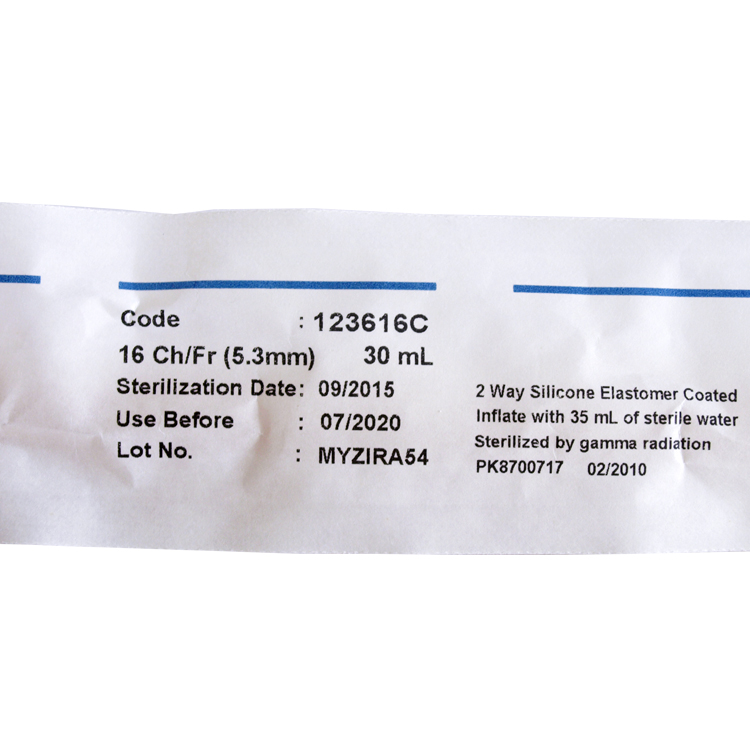 Code : 123616C
16 Ch/Fr (5.3mm) 30 mL
Sterilization Date: 09/2015
Use Before : 07/2020
Lot No. : MYZIRA54
2 Way Silicone Elastomer Coated
Inflate with 35 mL of sterile water
Sterilized by gamma radiation
PK8700717 02/2010